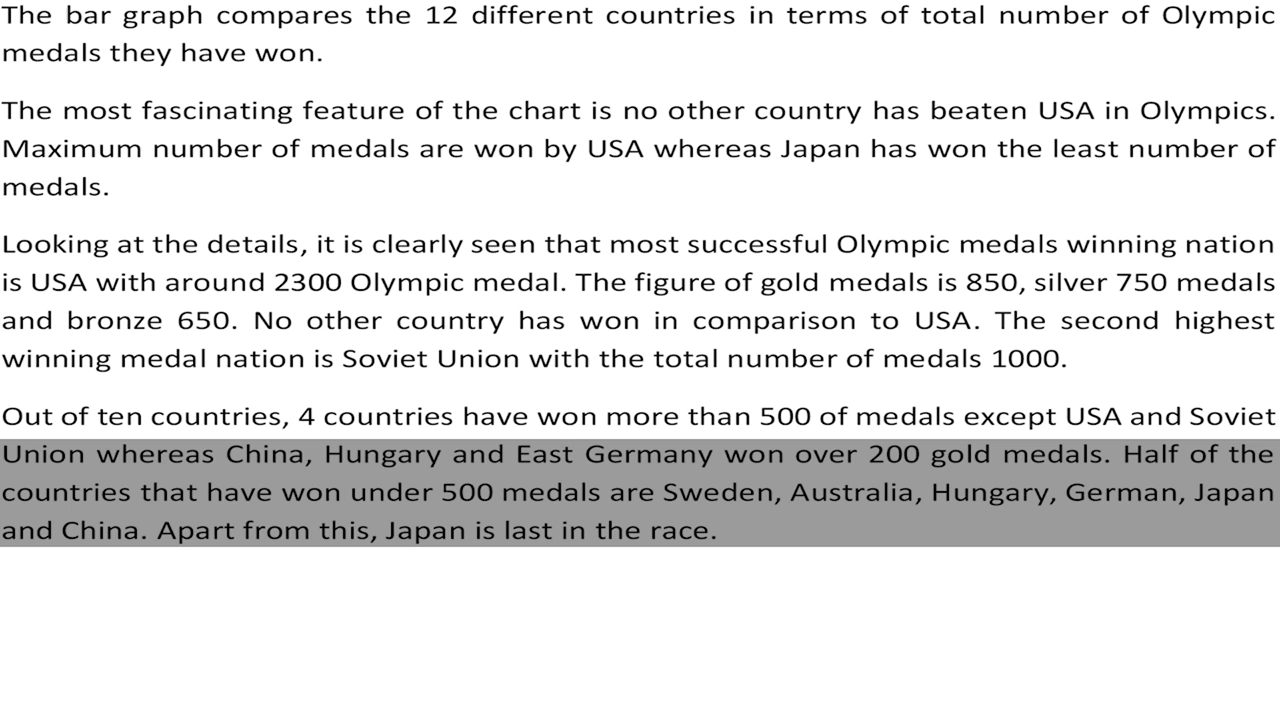 The bar graph compares the 12 different countries in terms of total number of Olympic
medals they have won.
The most fascinating feature of the chart is no other country has beaten USA in Olympics.
Maximum number of medals are won by USA whereas Japan has won the least number of
medals.
Looking at the details, it is clearly seen that most successful Olympic medals winning nation
is USA with around 2300 Olympic medal. The figure of gold medals is 850, silver 750 medals
and bronze 650. No other country has won in comparison to USA. The second highest
winning medal nation is Soviet Union with the total number of medals 1000.
Out of ten countries, 4 countries have won more than 500 of medals except USA and Soviet
Union whereas China, Hungary and East Germany won over 200 gold medals. Half of the
countries that have won under 500 medals are Sweden, Australia, Hungary, German, Japan
and China. Apart from this, Japan is last in the race.